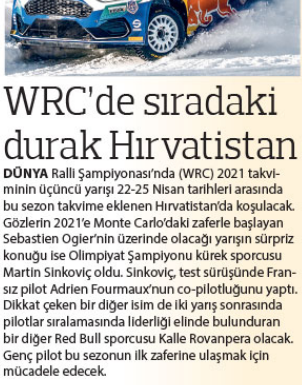 WRC'de sıradaki
durak Hırvatistan
DÜNYA Ralli Şampiyonası'nda (WRC) 2021 takvi-
minin üçüncü yarışı 22-25 Nisan tarihleri arasında
bu sezon takvime eklenen Hırvatistan'da koşulacak.
Gözlerin 2021'e Monte Carlo'daki zaferle başlayan
Sebastien Ogier'nin üzerinde olacağı yarışın sürpriz
konuğu ise Olimpiyat Şampiyonu kürek sporcusu
Martin Sinkoviç oldu. Sinkoviç, test sürüşünde Fran-
sız pilot Adrien Fourmaux'nun co-pilotluğunu yaptı.
Dikkat çeken bir diğer isim de iki yarış sonrasında
pilotlar sıralamasında liderliği elinde bulunduran
bir diğer Red Bull sporcusu Kalle Rovanpera olacak.
Genç pilot bu sezonun ilk zaferine ulaşmak için
mücadele edecek.